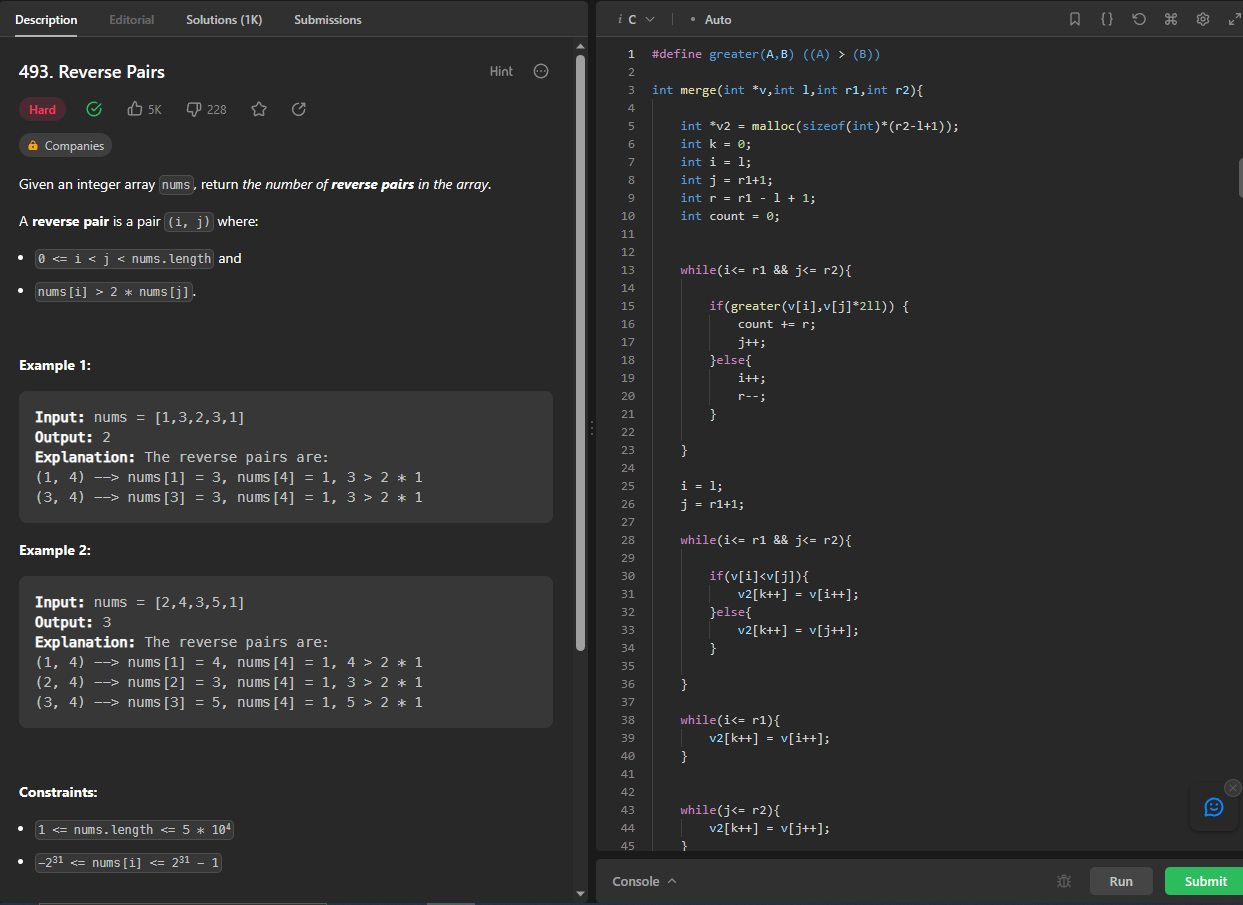 Description Editorial Solutions (1K) Submissions
493. Reverse Pairs
Hint
Hard 5K 228
Companies
Given an integer array nums, return the number of reverse pairs in the array.
A reverse pair is a pair (i, j) where:
• 0 <= i < j < nums.length and
• nums[i] > 2 * nums[j].
Example 1:
Input: nums = [1,3,2,3,1]
Output: 2
Explanation: The reverse pairs are:
(1, 4) --> nums[1] = 3, nums[4] = 1, 3 > 2 * 1
(3, 4) --> nums[3] = 3, nums[4] = 1, 3 > 2 * 1
Example 2:
Input: nums = [2,4,3,5,1]
Output: 3
Explanation: The reverse pairs are:
(1, 4) --> nums[1] = 4, nums[4] = 1, 4 > 2 * 1
(2, 4) --> nums[2] = 3, nums[4] = 1, 3 > 2 * 1
(3, 4) --> nums[3] = 5, nums[4] = 1, 5 > 2 * 1
Constraints:
• 1 <= nums.length <= 5 * 10⁴
• -2³¹ <= nums[i] <= 2³¹ - 1
i C • Auto
1 #define greater(A,B) ((A) > (B))
2
3 int merge(int *v,int l,int r1,int r2){
4
5     int *v2 = malloc(sizeof(int)*(r2-l+1));
6     int k = 0;
7     int i = l;
8     int j = r1+1;
9     int r = r1 - l + 1;
10     int count = 0;
11
12
13     while(i<= r1 && j<= r2){
14
15         if(greater(v[i],v[j]*2ll)) {
16             count += r;
17             j++;
18         }else{
19             i++;
20             r--;
21         }
22
23     }
24
25     i = l;
26     j = r1+1;
27
28     while(i<= r1 && j<= r2){
29
30         if(v[i]<v[j]){
31             v2[k++] = v[i++];
32         }else{
33             v2[k++] = v[j++];
34         }
35
36     }
37
38     while(i<= r1){
39         v2[k++] = v[i++];
40     }
41
42
43     while(j<= r2){
44         v2[k++] = v[j++];
45     }
Console Run Submit